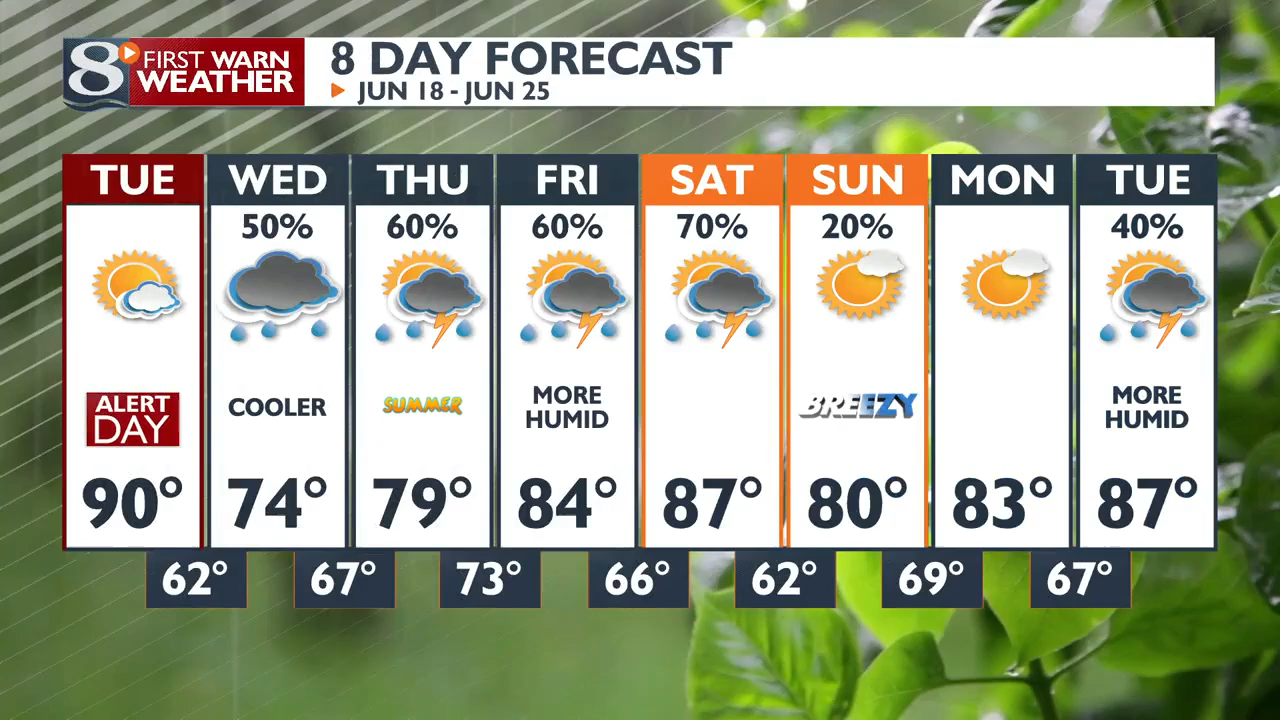 8 FIRST WARN
WEATHER
8 DAY FORECAST
JUN 18 - JUN 25
TUE WED THU FRI SAT SUN MON TUE
50% 60% 60% 70% 20% 40%
ALERT
DAY
COOLER
SUMMER
MORE
HUMID
BREEZY
MORE
HUMID
90° 74° 79° 84° 87° 80° 83° 87°
62° 67° 73° 66° 62° 69° 67°